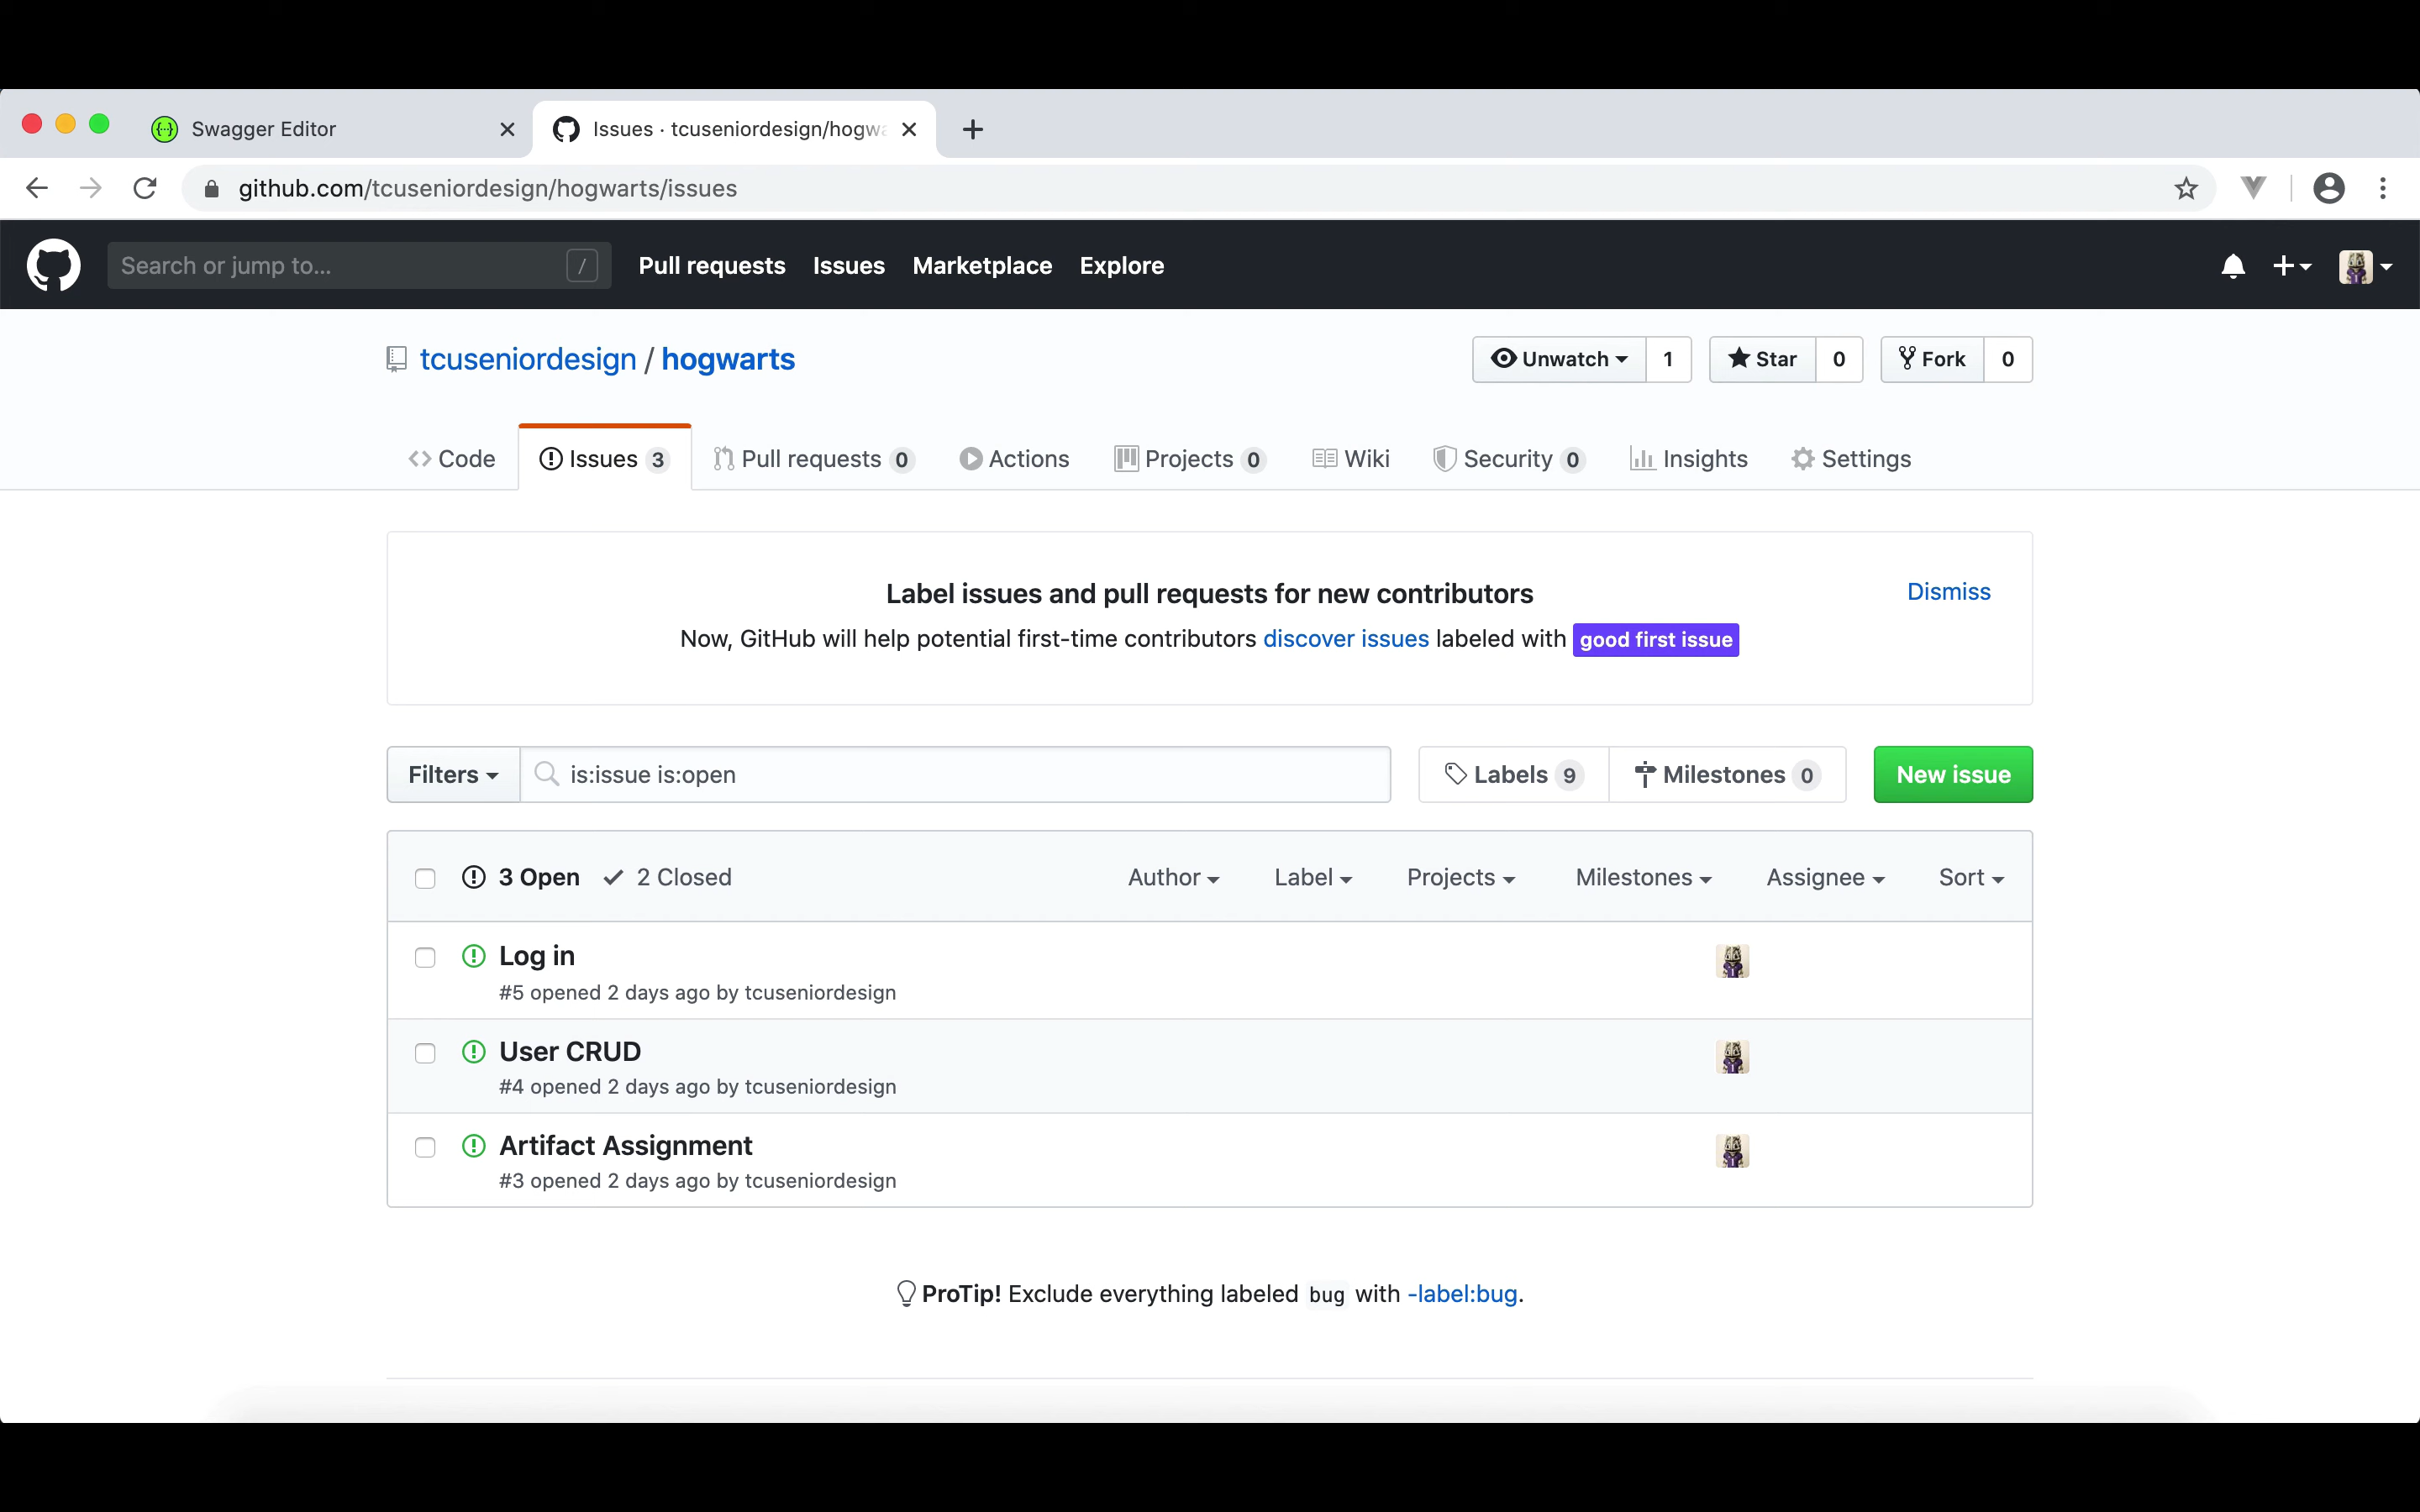 Swagger Editor
Issues · tcuseniordesign/hogwa
github.com/tcuseniordesign/hogwarts/issues
Search or jump to... /
Pull requests Issues Marketplace Explore
tcuseniordesign / hogwarts
Unwatch 1 Star 0 Fork 0
Code Issues 3 Pull requests 0 Actions Projects 0 Wiki Security 0 Insights Settings
Label issues and pull requests for new contributors
Dismiss
Now, GitHub will help potential first-time contributors discover issues labeled with good first issue
Filters is:issue is:open Labels 9 Milestones 0 New issue
3 Open 2 Closed Author Label Projects Milestones Assignee Sort
Log in
#5 opened 2 days ago by tcuseniordesign
User CRUD
#4 opened 2 days ago by tcuseniordesign
Artifact Assignment
#3 opened 2 days ago by tcuseniordesign
ProTip! Exclude everything labeled bug with -label:bug.